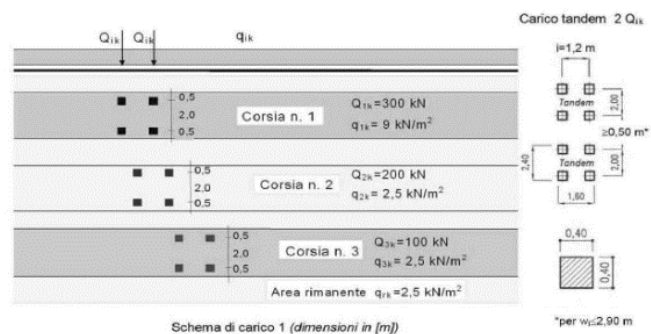 Carico tandem 2 Qik
Qik Qik qik
i=1,2 m
0,5
2,0
0,5
Corsia n. 1
Q1k=300 kN
q1k= 9 kN/m²
Tandem
2,00
≥0,50 m*
0,5
2,0
0,5
Corsia n. 2
Q2k=200 kN
q2k= 2,5 kN/m²
2,40
Tandem
2,00
1,60
0,5
2,0
0,5
Corsia n. 3
Q3k=100 kN
q3k= 2,5 kN/m²
0,40
0,40
Area rimanente qrk=2,5 kN/m²
*per wl≤2,90 m
Schema di carico 1 (dimensioni in [m])